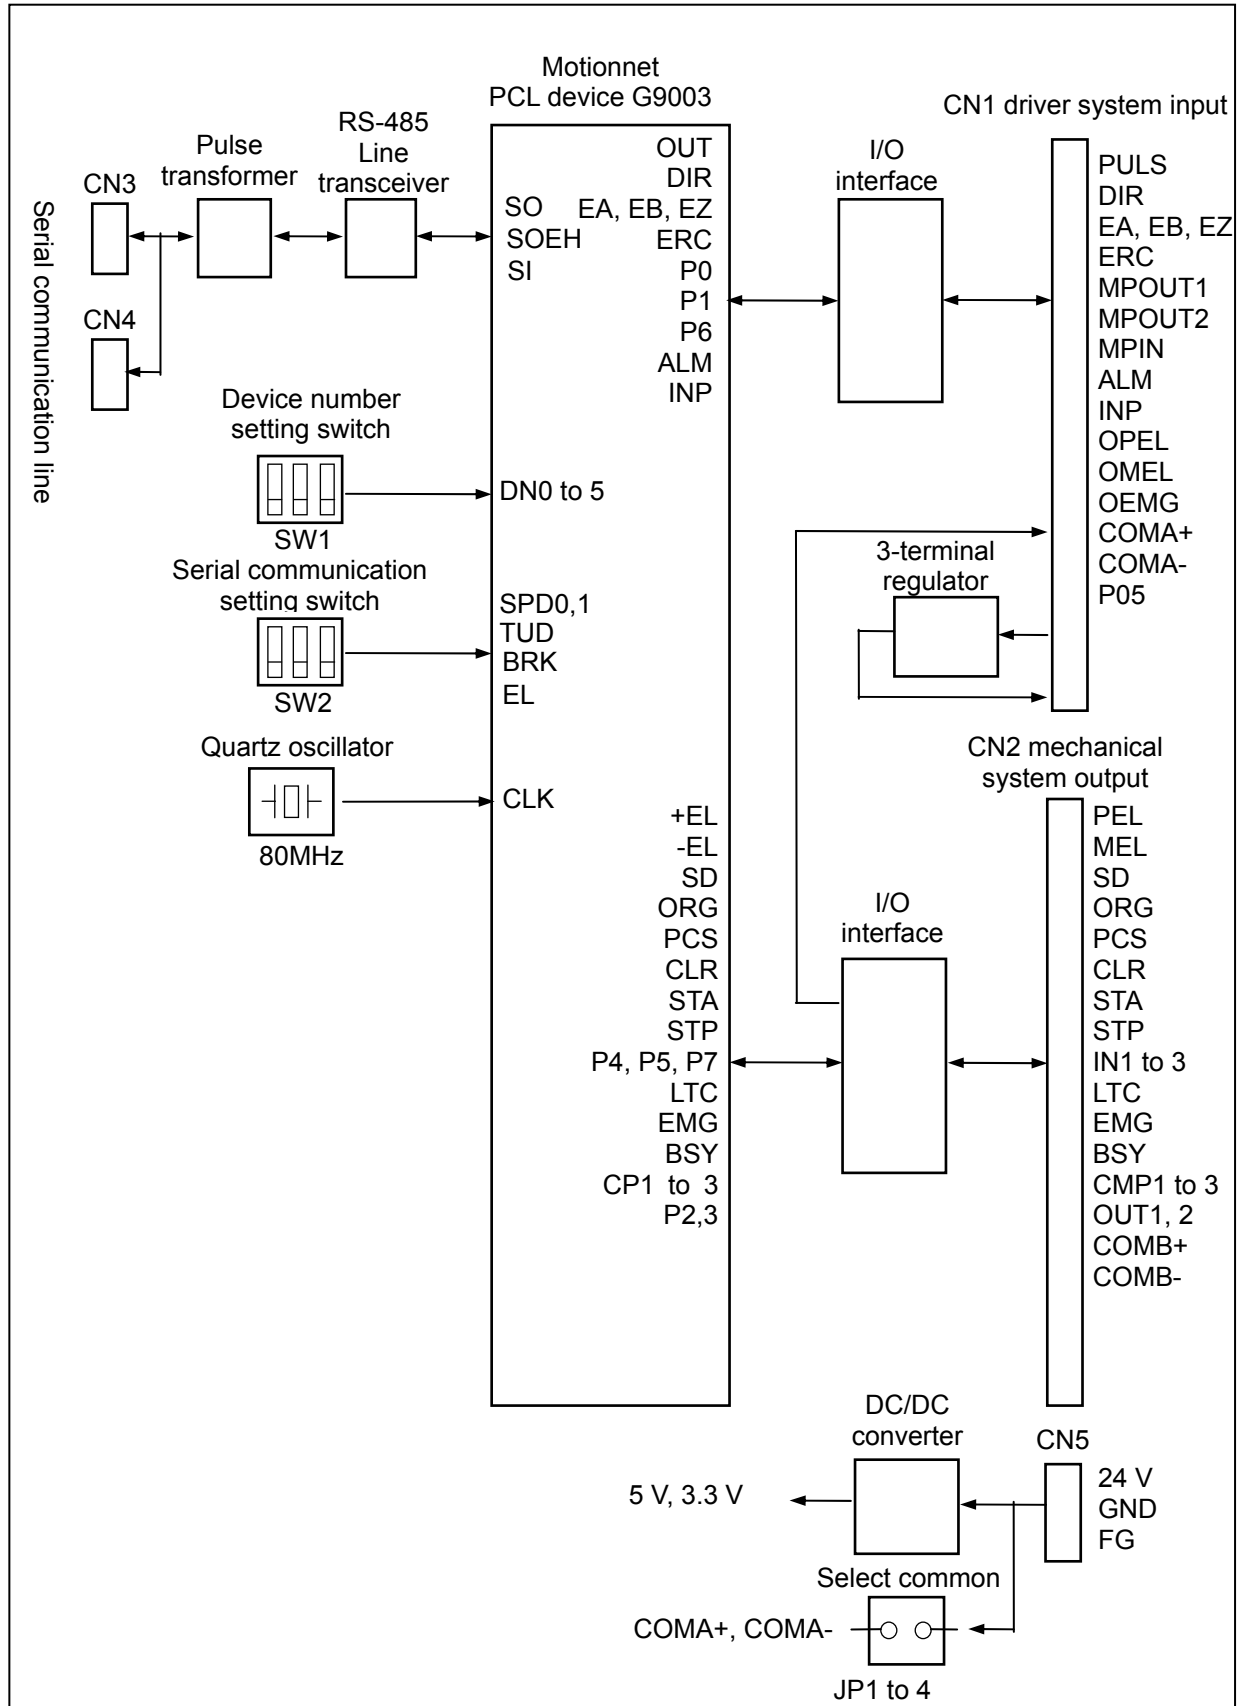 Motionnet
PCL device G9003
CN1 driver system input
Serial communication line
CN3
Pulse
transformer
RS-485
Line
transceiver
CN4
SO
SOEH
SI
OUT
DIR
EA, EB, EZ
ERC
P0
P1
P6
ALM
INP
I/O
interface
PULS
DIR
EA, EB, EZ
ERC
MPOUT1
MPOUT2
MPIN
ALM
INP
OPEL
OMEL
OEMG
COMA+
COMA-
P05
Device number
setting switch
SW1
DN0 to 5
Serial communication
setting switch
SW2
SPD0,1
TUD
BRK
EL
3-terminal
regulator
Quartz oscillator
80MHz
CLK
CN2 mechanical
system output
+EL
-EL
SD
ORG
PCS
CLR
STA
STP
P4, P5, P7
LTC
EMG
BSY
CP1 to 3
P2,3
I/O
interface
PEL
MEL
SD
ORG
PCS
CLR
STA
STP
IN1 to 3
LTC
EMG
BSY
CMP1 to 3
OUT1, 2
COMB+
COMB-
DC/DC
converter
CN5
5 V, 3.3 V
24 V
GND
FG
Select common
COMA+, COMA-
JP1 to 4